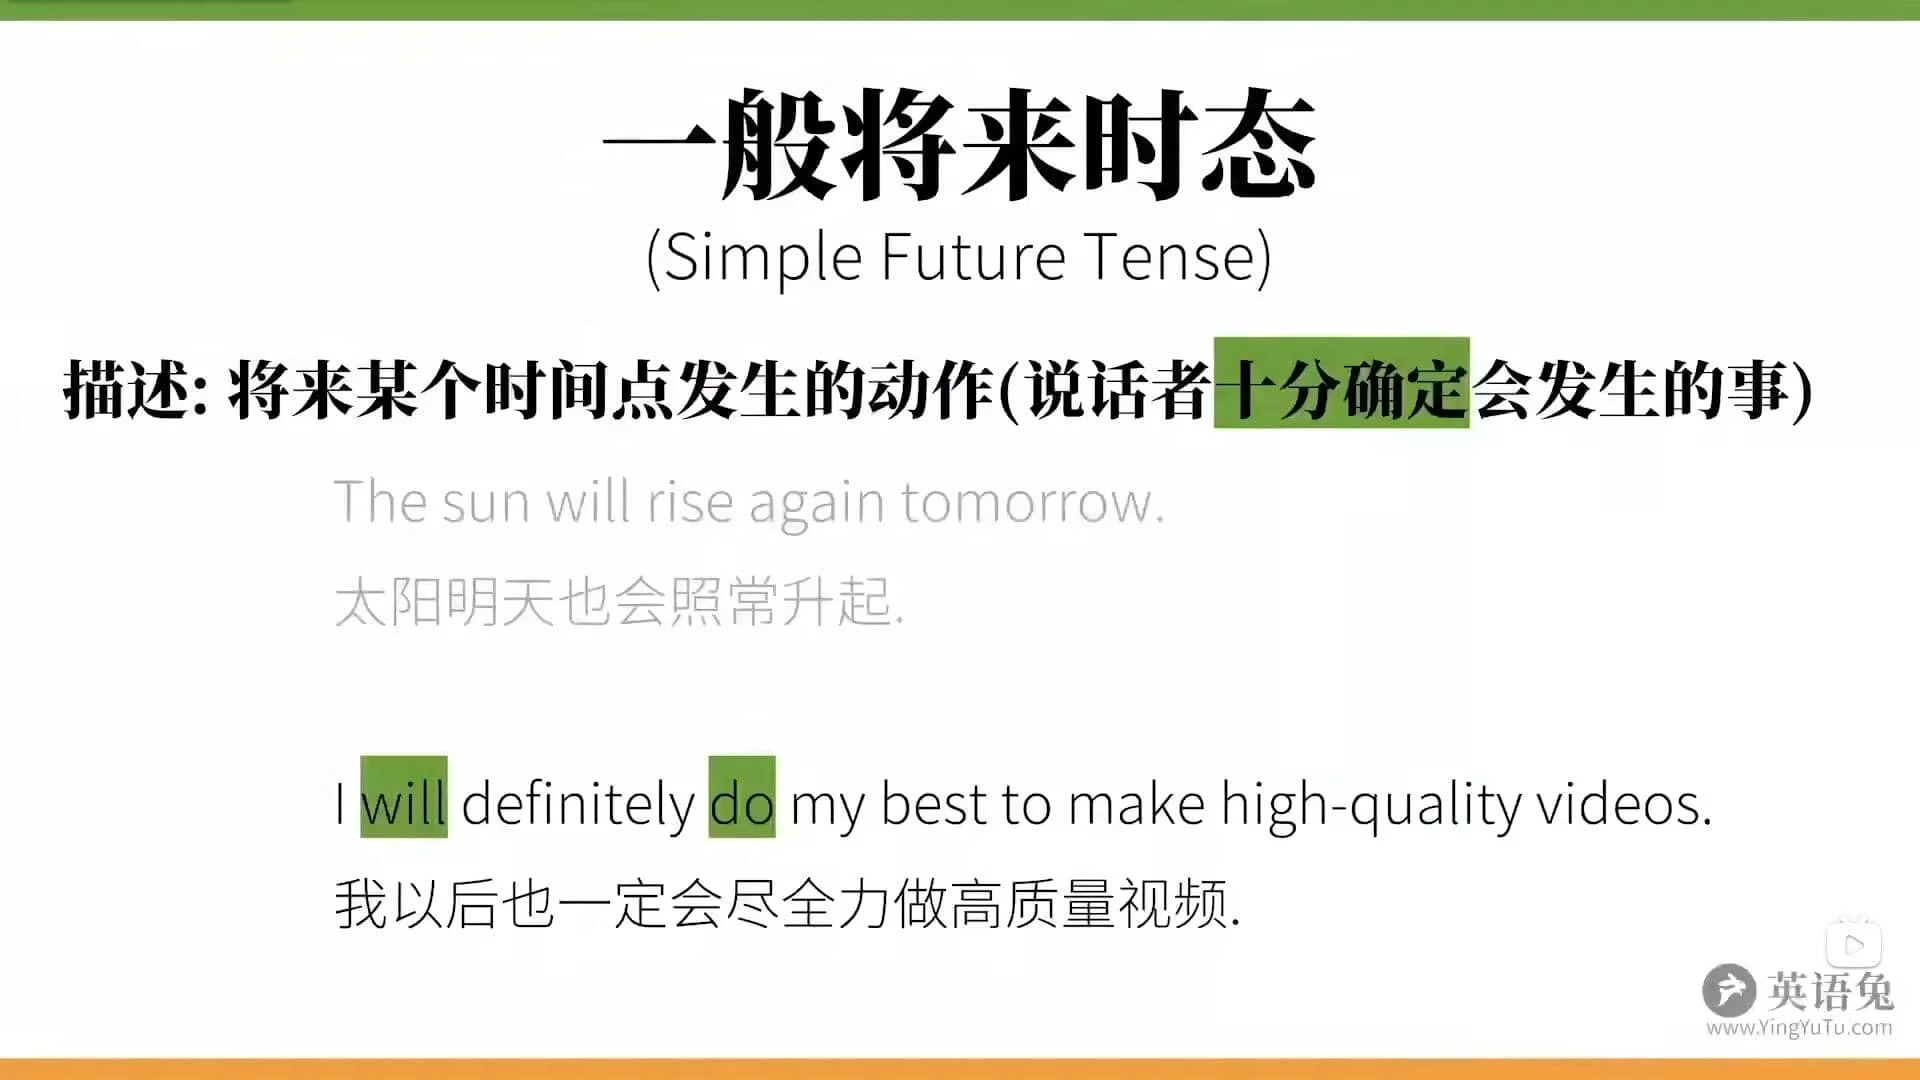 一般将来时态
(Simple Future Tense)
描述: 将来某个时间点发生的动作(说话者十分确定会发生的事)
The sun will rise again tomorrow.
太阳明天也会照常升起.
I will definitely do my best to make high-quality videos.
我以后也一定会尽全力做高质量视频.
英语兔
www.YingYuTu.com